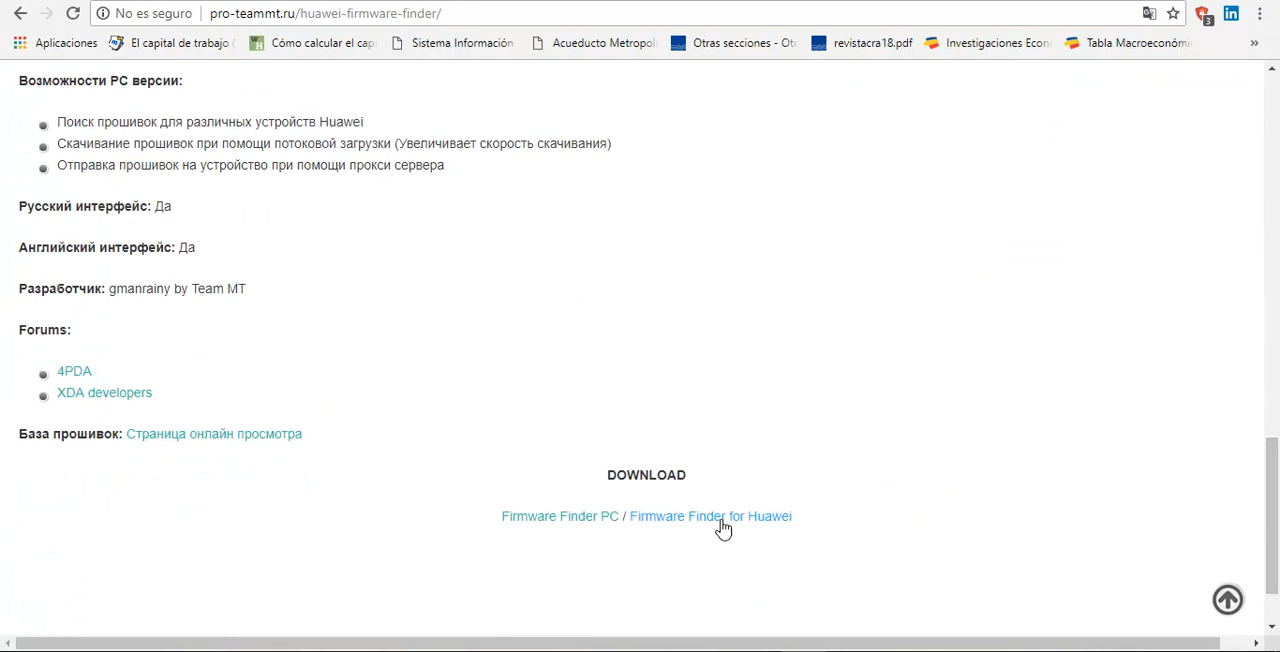 No es seguro | pro-teammt.ru/huawei-firmware-finder/
3
Aplicaciones El capital de trabajo ( Cómo calcular el cap Sistema Información Acueducto Metropol Otras secciones - Ot revistacra18.pdf Investigaciones Econ Tabla Macroeconómi »
Возможности PC версии:
Поиск прошивок для различных устройств Huawei
Скачивание прошивок при помощи потоковой загрузки (Увеличивает скорость скачивания)
Отправка прошивок на устройство при помощи прокси сервера
Русский интерфейс: Да
Английский интерфейс: Да
Разработчик: gmanrainy by Team MT
Forums:
4PDA
XDA developers
База прошивок: Страница онлайн просмотра
DOWNLOAD
Firmware Finder PC / Firmware Finder for Huawei